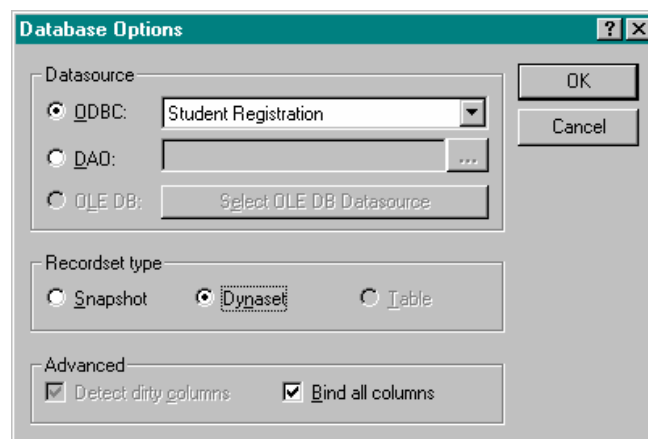 Database Options
Datasource
ODBC: Student Registration
DAO: ...
OLE DB: Select OLE DB Datasource
OK
Cancel
Recordset type
Snapshot Dynaset Table
Advanced
Detect dirty columns Bind all columns